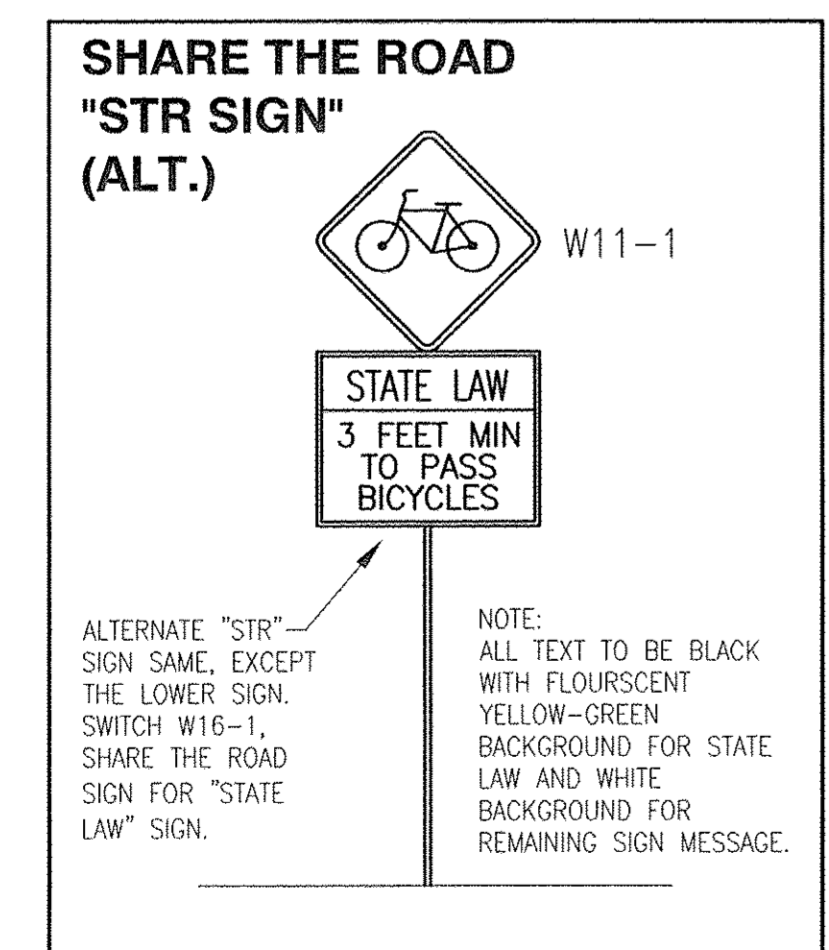 SHARE THE ROAD
"STR SIGN"
(ALT.)
W11-1
STATE LAW
3 FEET MIN
TO PASS
BICYCLES
ALTERNATE "STR"
SIGN SAME, EXCEPT
THE LOWER SIGN.
SWITCH W16-1,
SHARE THE ROAD
SIGN FOR "STATE
LAW" SIGN.
NOTE:
ALL TEXT TO BE BLACK
WITH FLOURSCENT
YELLOW-GREEN
BACKGROUND FOR STATE
LAW AND WHITE
BACKGROUND FOR
REMAINING SIGN MESSAGE.